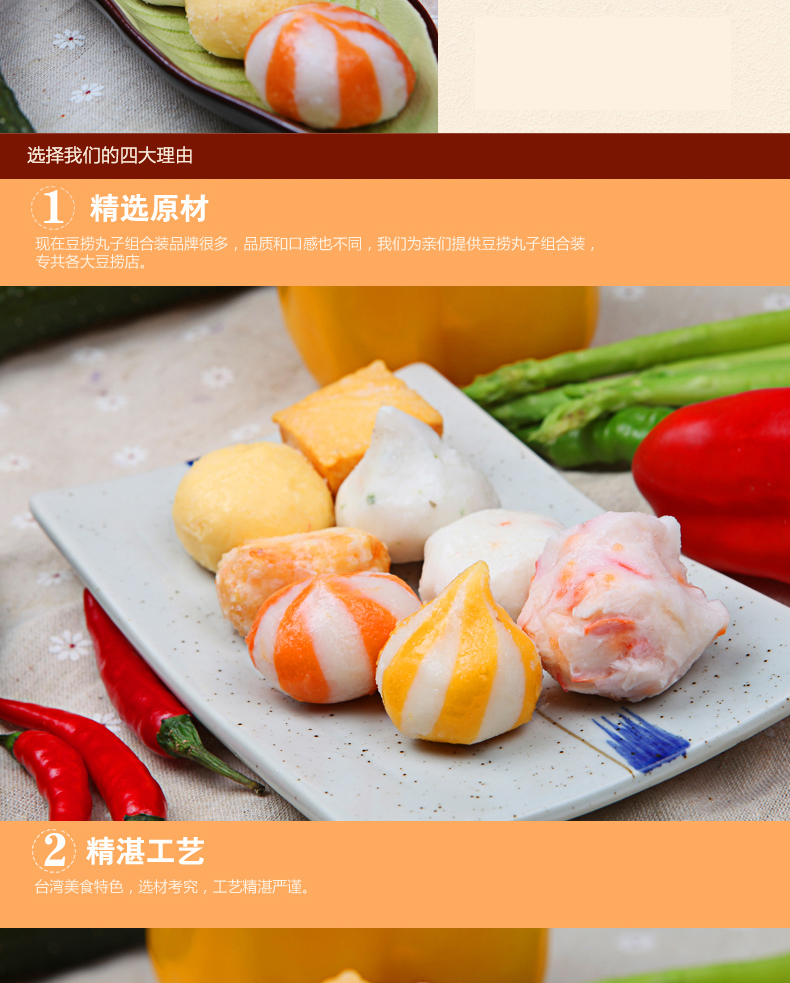 选择我们的四大理由
1 精选原材
现在豆捞丸子组合装品牌很多，品质和口感也不同，我们为亲们提供豆捞丸子组合装，
专共各大豆捞店。
2 精湛工艺
台湾美食特色，选材考究，工艺精湛严谨。